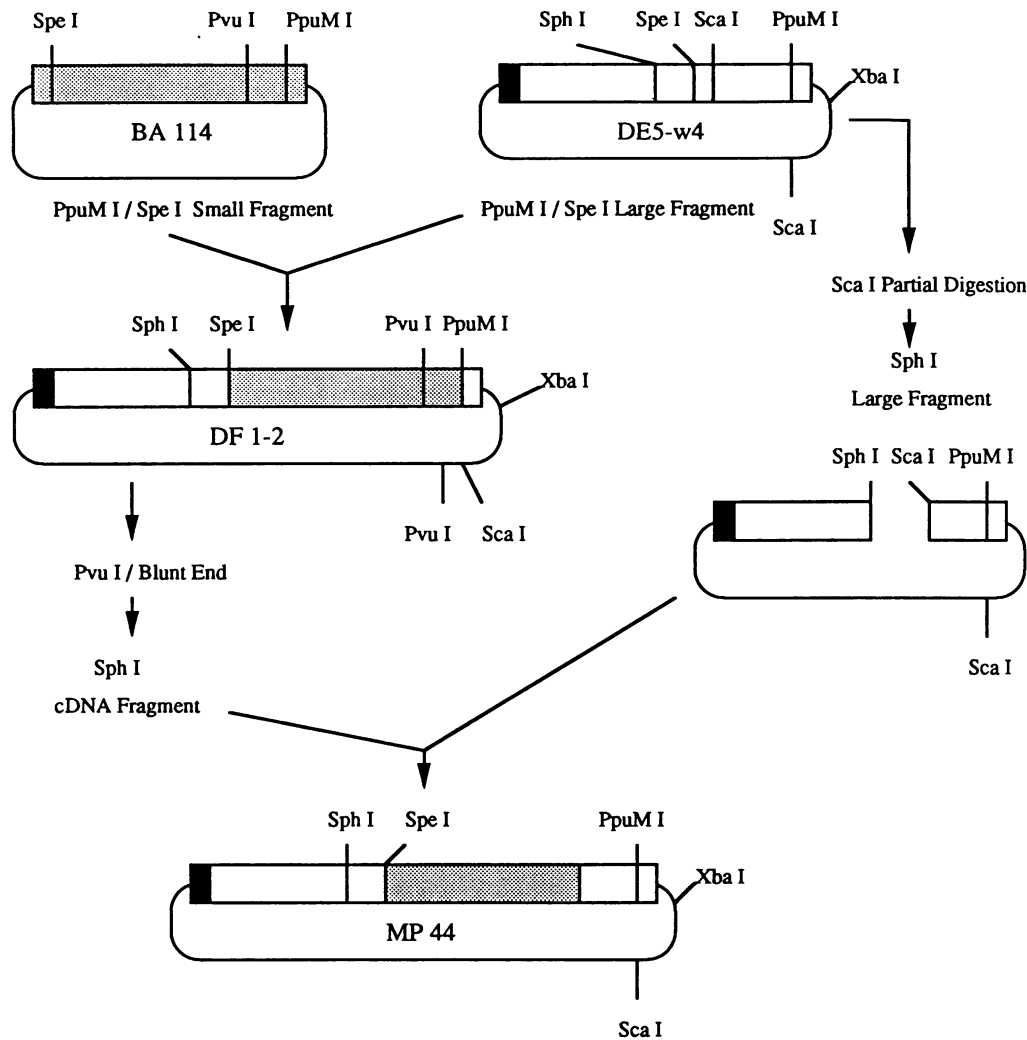 Spe I Pvu I PpuM I
Sph I Spe I Sca I PpuM I
Xba I
BA 114
DE5-w4
PpuM I / Spe I Small Fragment
PpuM I / Spe I Large Fragment
Sca I
Sca I Partial Digestion
Sph I
Large Fragment
Sph I Spe I Pvu I PpuM I
Xba I
DF 1-2
Pvu I Sca I
Sph I Sca I PpuM I
Sca I
Pvu I / Blunt End
Sph I
cDNA Fragment
Sph I Spe I PpuM I
Xba I
MP 44
Sca I